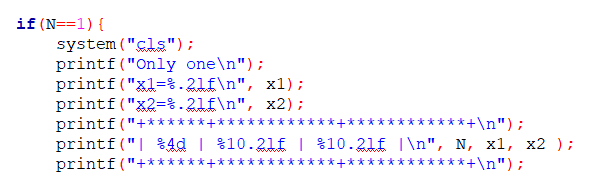 if(N==1){
system("cls");
printf("Only one\n");
printf("x1=%.2lf\n", x1);
printf("x2=%.2lf\n", x2);
printf("+******+************+************+\n");
printf("| %4d | %10.2lf | %10.2lf |\n", N, x1, x2 );
printf("+******+************+************+\n");